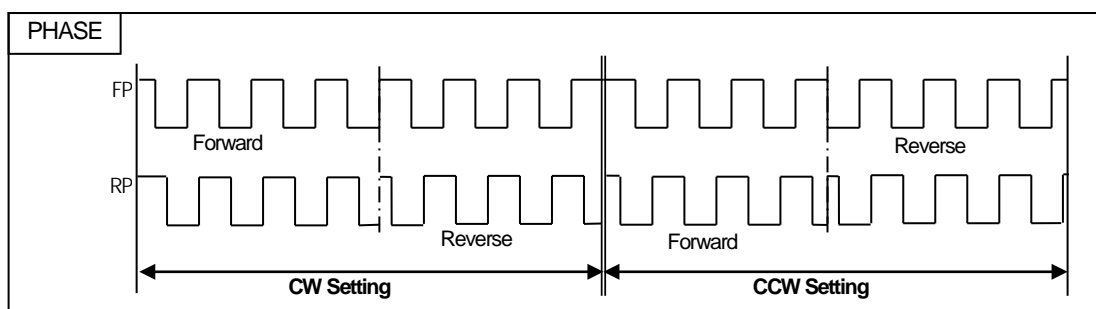 PHASE
FP
Forward
Reverse
RP
Reverse
Forward
CW Setting
CCW Setting